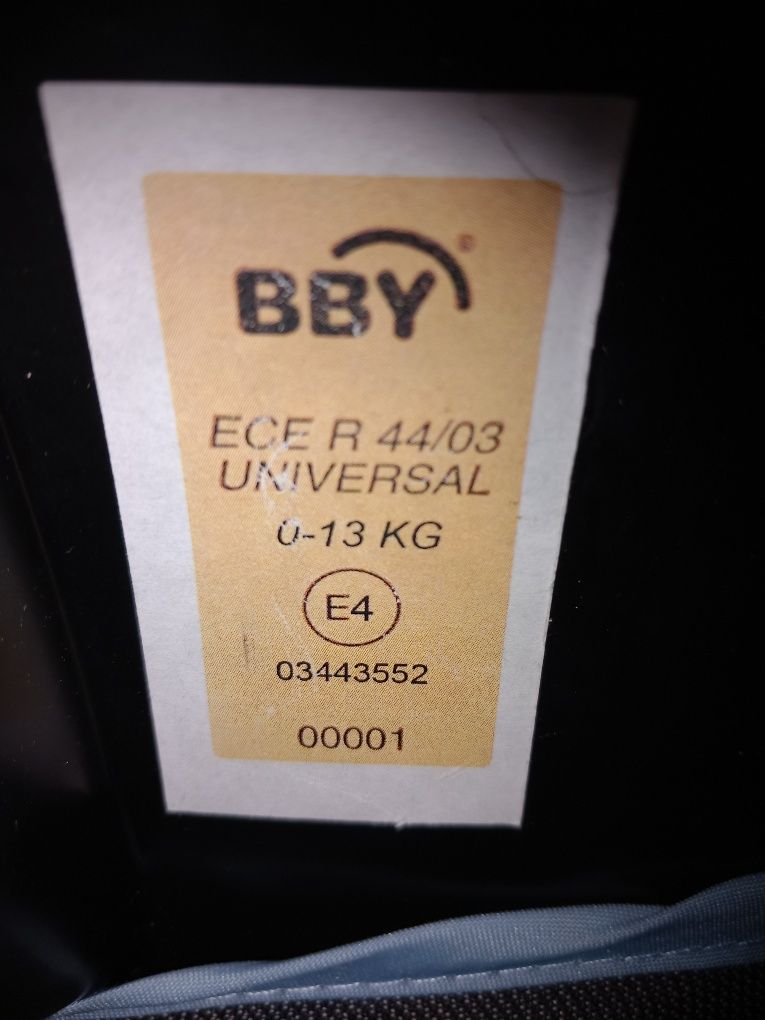 BBY®
ECE R 44/03
UNIVERSAL
0-13 KG
E4
03443552
00001